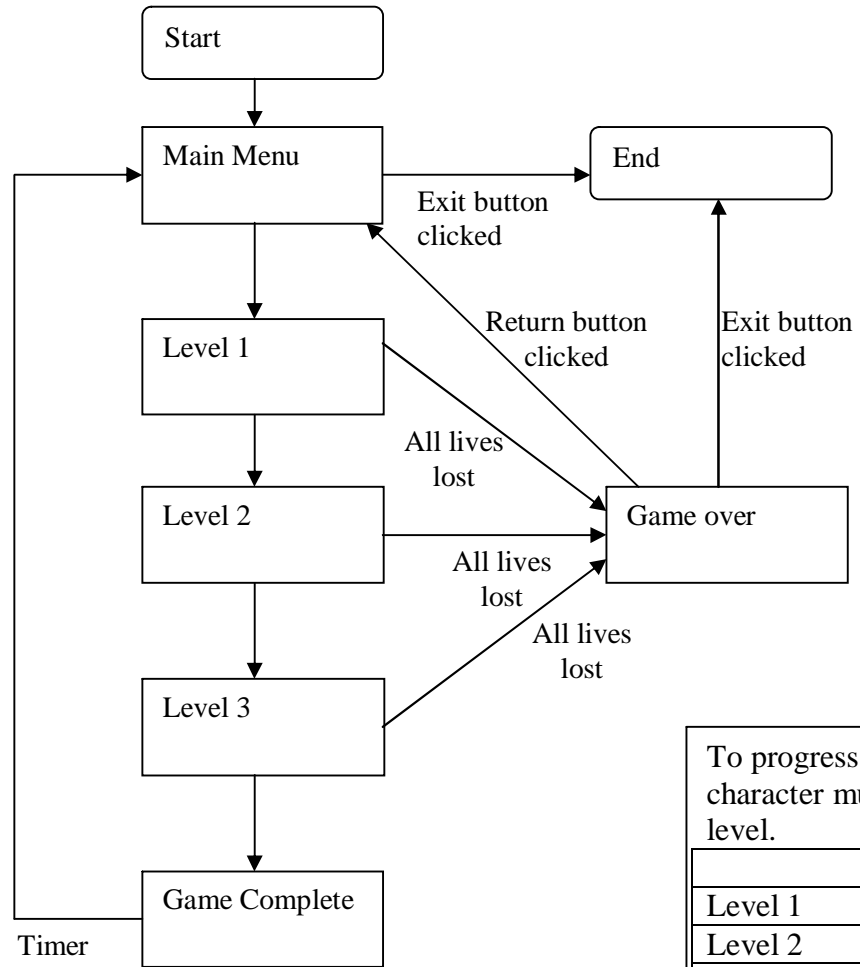 Start
Main Menu
End
Exit button
clicked
Return button
clicked
Exit button
clicked
Level 1
All lives
lost
Level 2
Game over
All lives
lost
All lives
lost
Level 3
To progress
character
level.
Game Complete
Level 1
Level 2
Timer